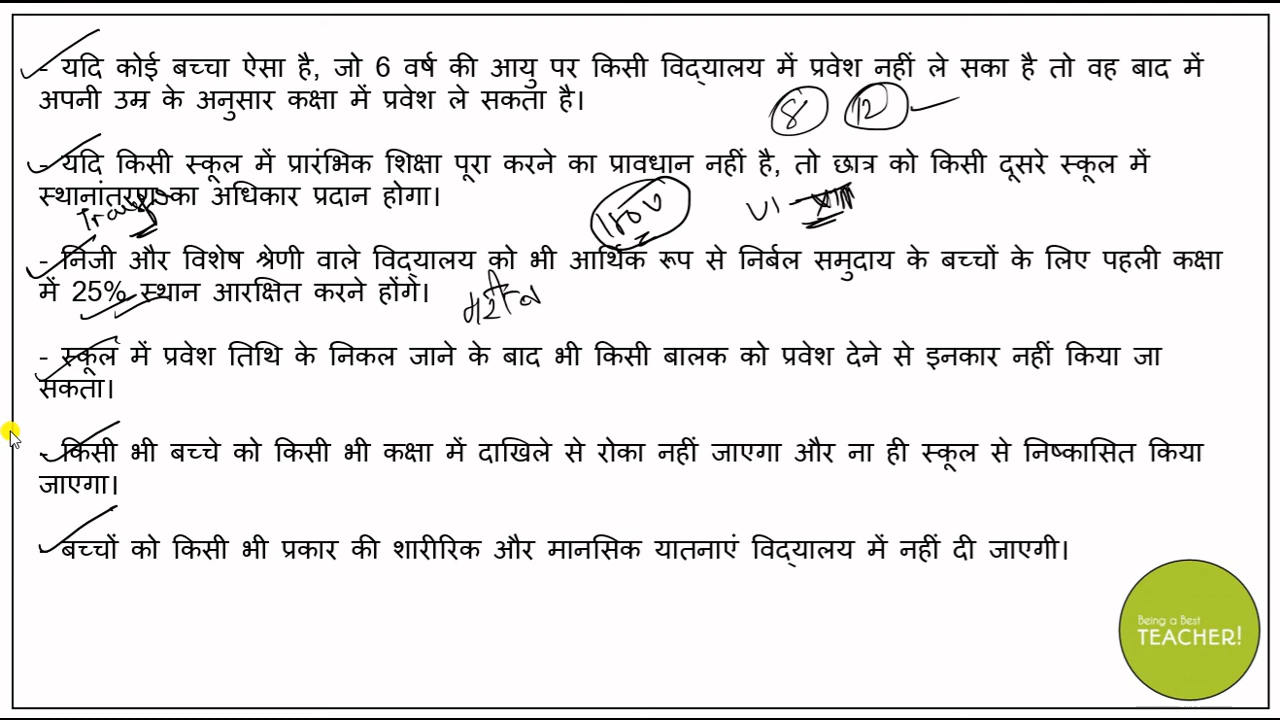 - यदि कोई बच्चा ऐसा है, जो 6 वर्ष की आयु पर किसी विद्यालय में प्रवेश नहीं ले सका है तो वह बाद में
अपनी उम्र के अनुसार कक्षा में प्रवेश ले सकता है।
8 12
- यदि किसी स्कूल में प्रारंभिक शिक्षा पूरा करने का प्रावधान नहीं है, तो छात्र को किसी दूसरे स्कूल में
स्थानांतरण का अधिकार प्रदान होगा।
VI - VIII
- निजी और विशेष श्रेणी वाले विद्यालय को भी आर्थिक रूप से निर्बल समुदाय के बच्चों के लिए पहली कक्षा
में 25% स्थान आरक्षित करने होंगे।
- स्कूल में प्रवेश तिथि के निकल जाने के बाद भी किसी बालक को प्रवेश देने से इनकार नहीं किया जा
सकता।
- किसी भी बच्चे को किसी भी कक्षा में दाखिले से रोका नहीं जाएगा और ना ही स्कूल से निष्कासित किया
जाएगा।
- बच्चों को किसी भी प्रकार की शारीरिक और मानसिक यातनाएं विद्यालय में नहीं दी जाएगी।
Being a Best
TEACHER!